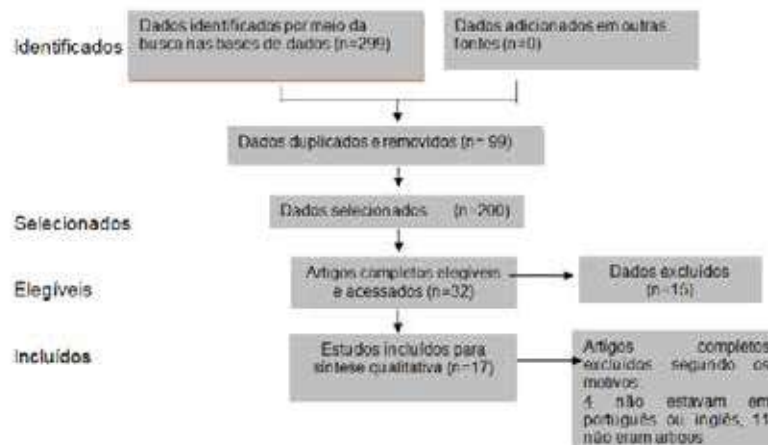 Identificados
Dados identificados por meio da
busca nas bases de dados (n=299)
Dados adicionados em outras
fontes (n=0)
Dados duplicados e removidos (n= 99)
Selecionados
Dados selecionados (n=200)
Elegíveis
Artigos completos elegíveis
e acessados (n=32)
Dados excluídos
(n=15)
Incluídos
Estudos incluídos para
síntese qualitativa (n=17)
Artigos completos
excluídos segundo os
motivos
4 não estavam em
português ou inglês, 11
não eram artigos